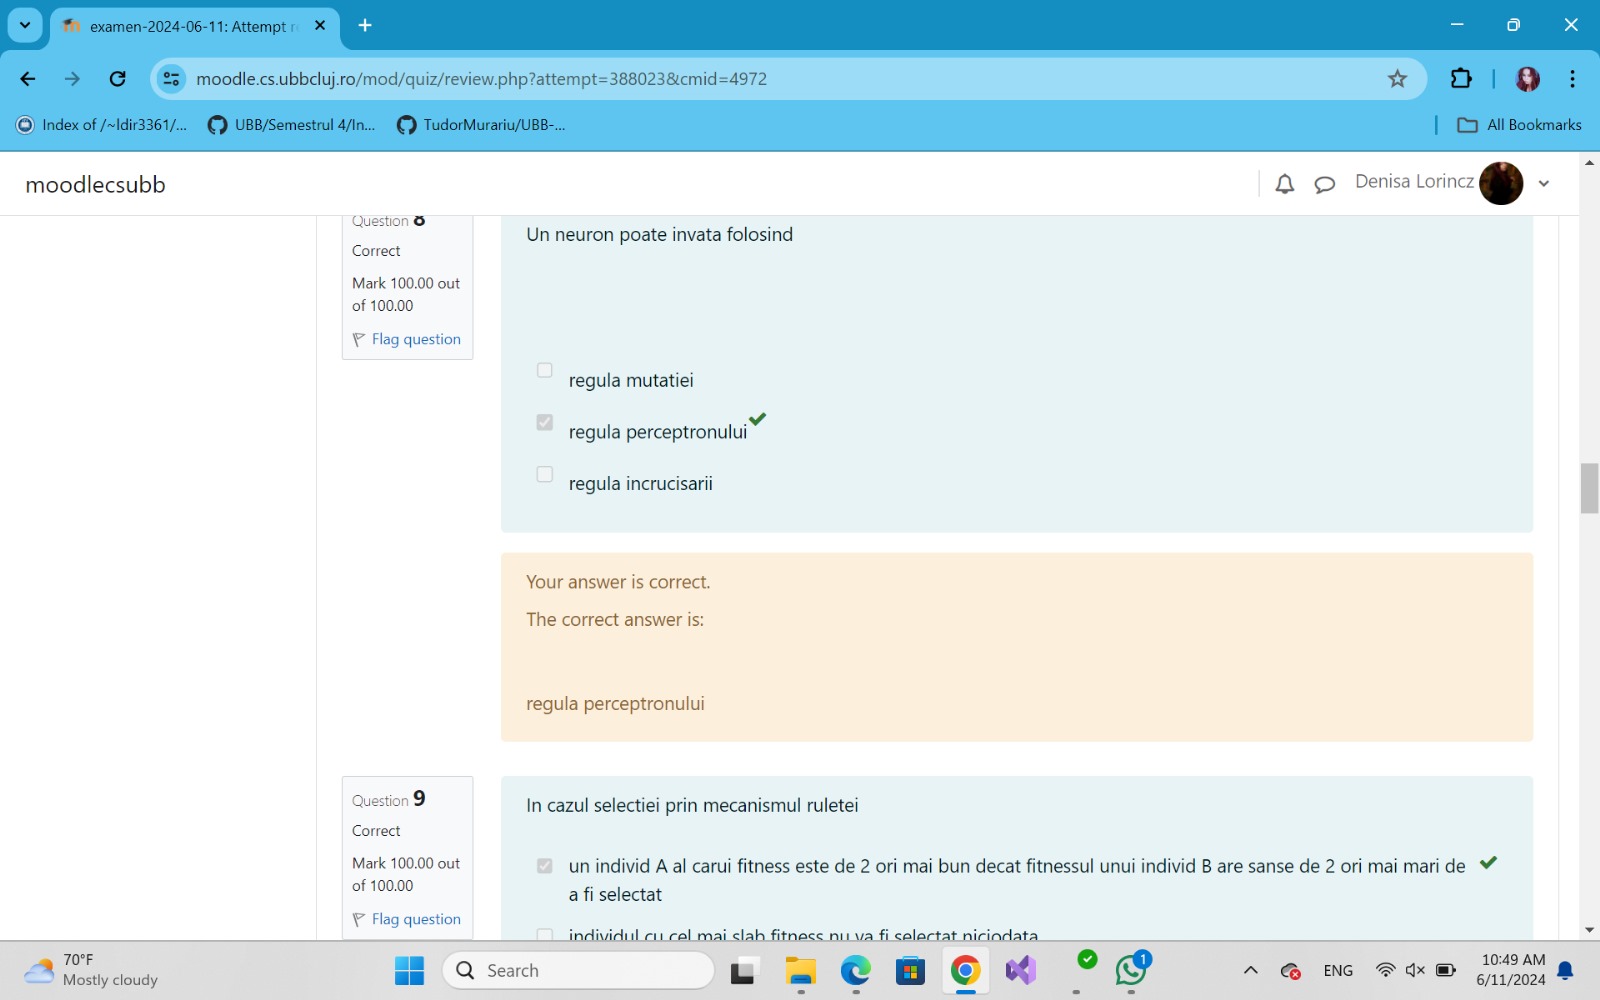 examen-2024-06-11: Attempt r
moodle.cs.ubbcluj.ro/mod/quiz/review.php?attempt=388023&cmid=4972
Index of /~ldir3361/...
UBB/Semestrul 4/In...
TudorMurariu/UBB-...
All Bookmarks
moodlecsubb
Denisa Lorincz
Question 8
Correct
Mark 100.00 out
of 100.00
Flag question
Un neuron poate invata folosind
regula mutatiei
regula perceptronului
regula incrucisarii
Your answer is correct.
The correct answer is:
regula perceptronului
Question 9
Correct
Mark 100.00 out
of 100.00
Flag question
In cazul selectiei prin mecanismul ruletei
un individ A al carui fitness este de 2 ori mai bun decat fitnessul unui individ B are sanse de 2 ori mai mari de
a fi selectat
individul cu cel mai slab fitness nu va fi selectat niciodata
70°F
Mostly cloudy
Search
1
ENG
10:49 AM
6/11/2024